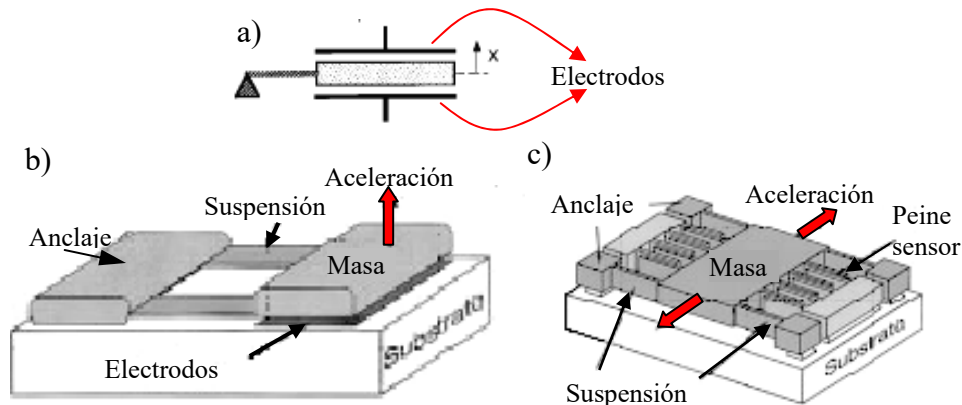 a)
x
Electrodos
b)
Aceleración
Suspensión
Anclaje
Masa
Electrodos
Substrato
c)
Aceleración
Anclaje
Peine
sensor
Masa
Substrato
Suspensión